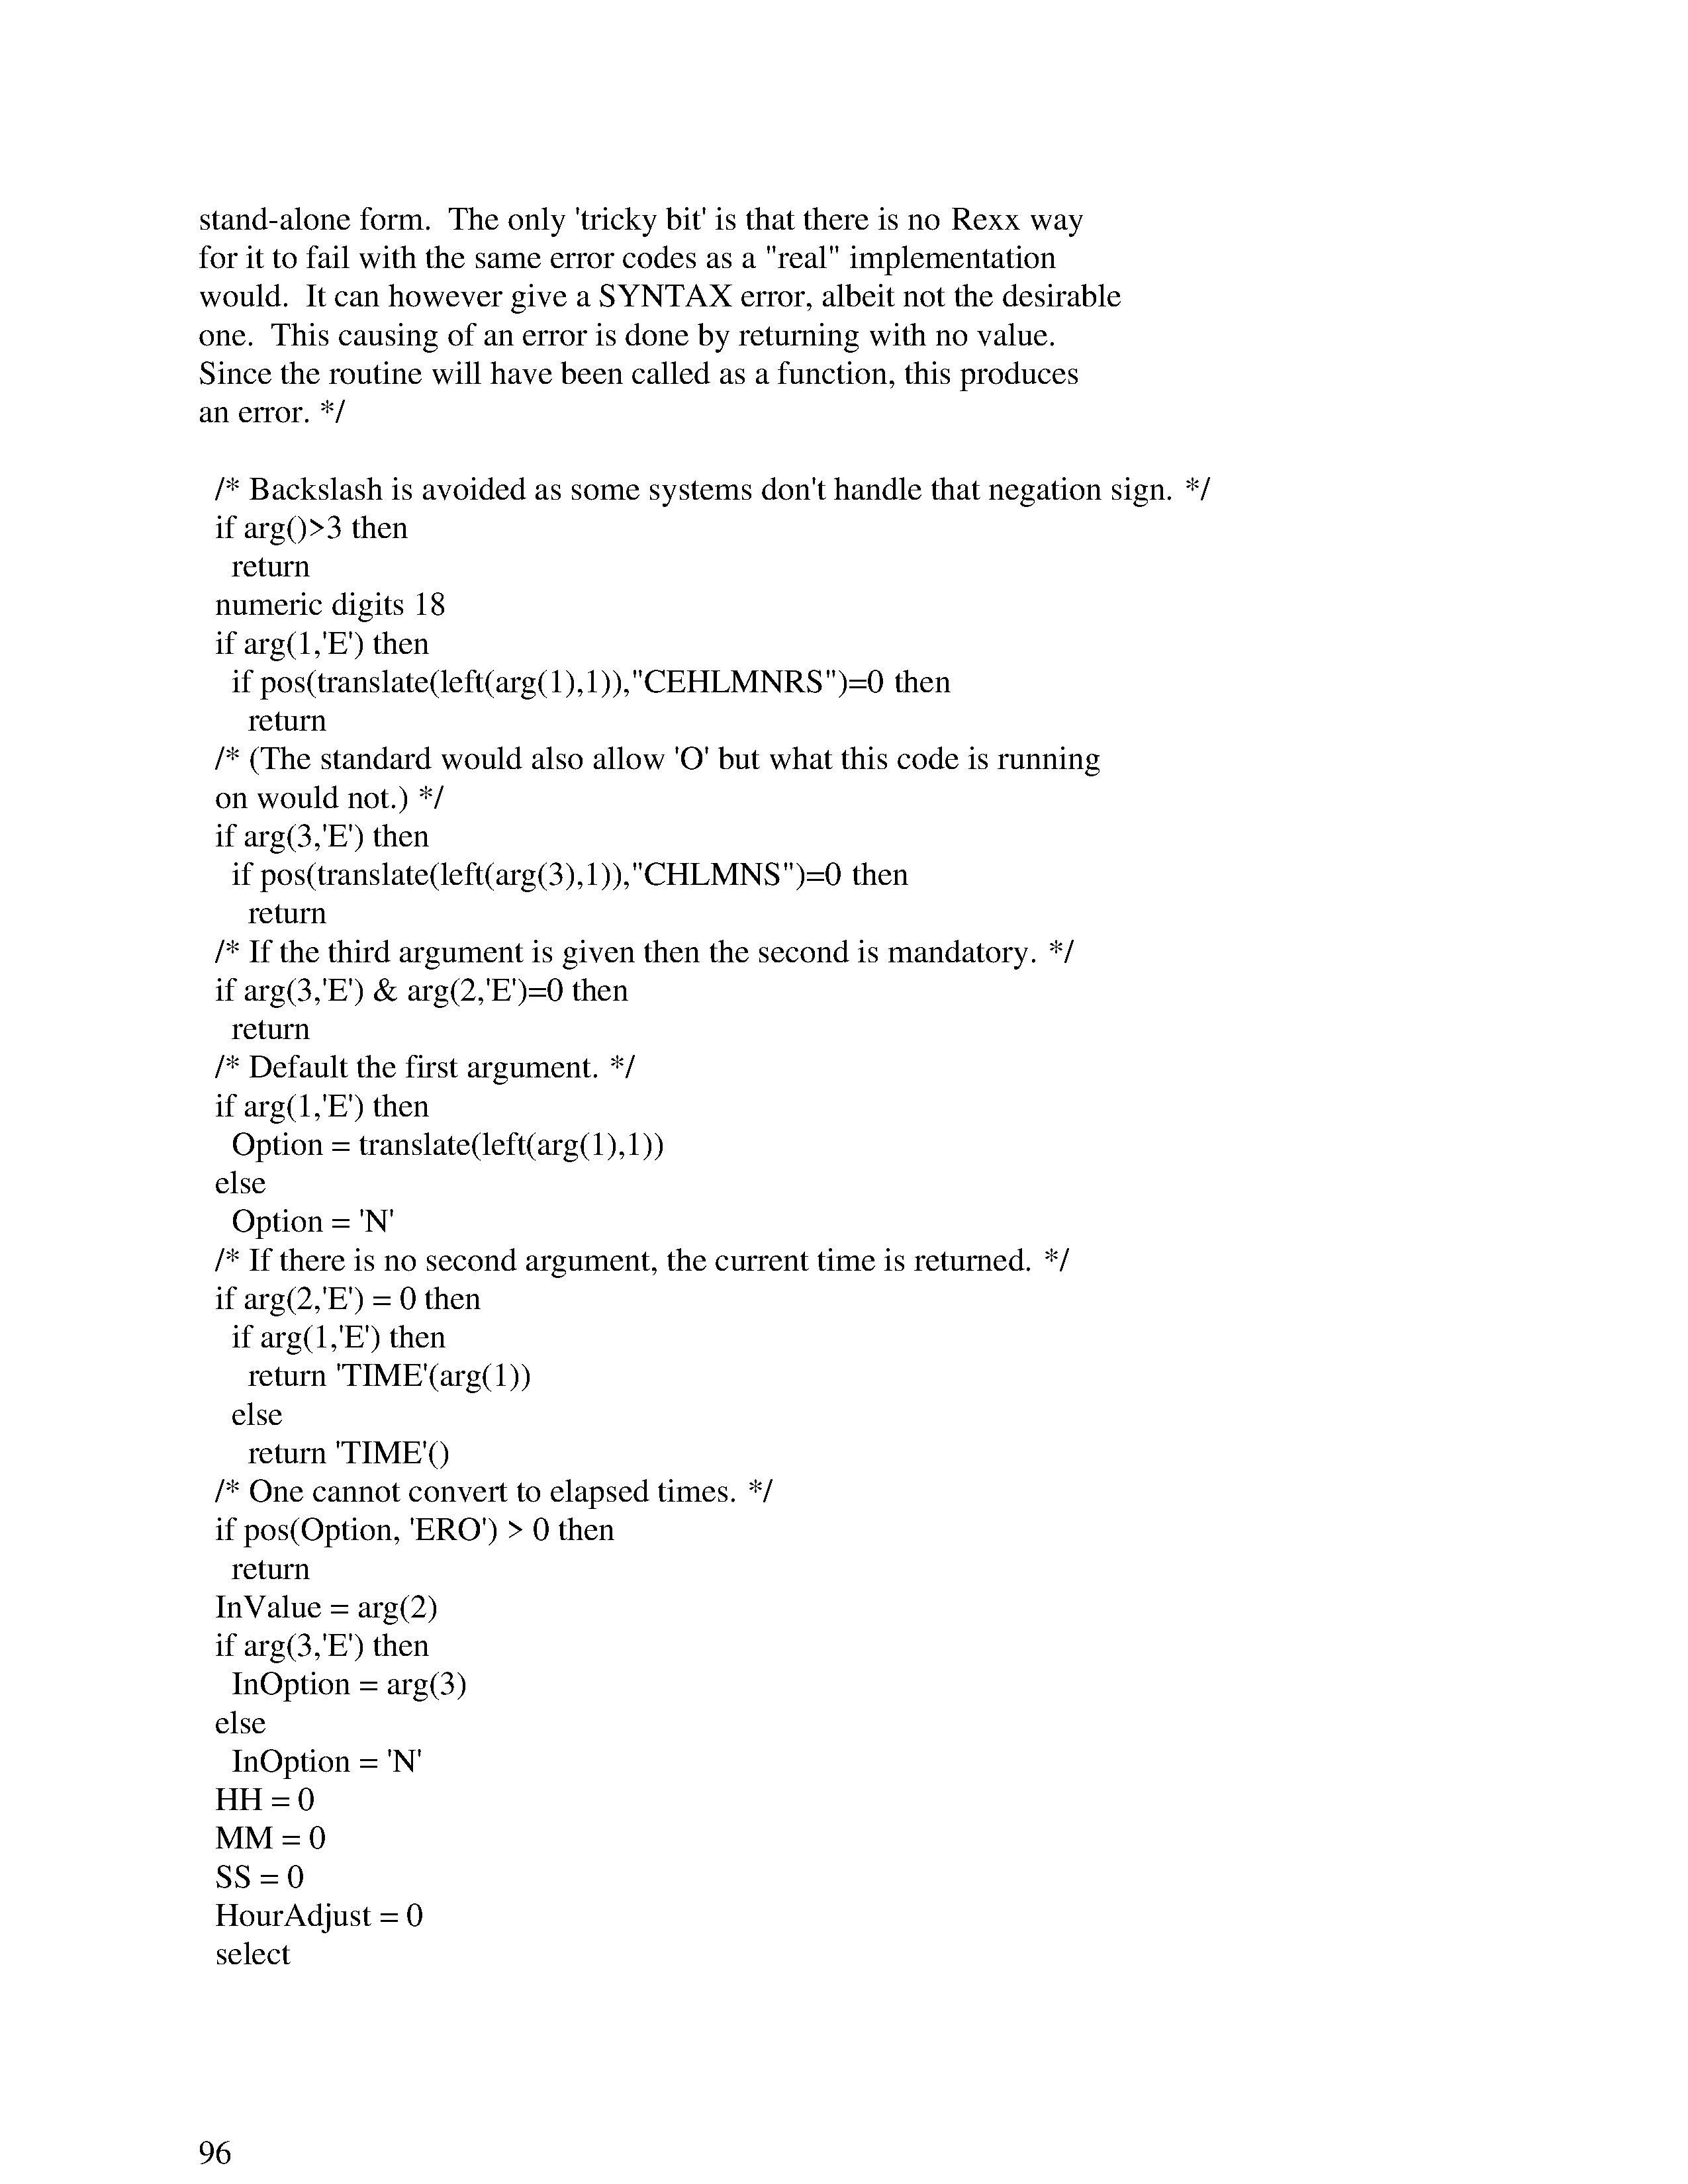 stand-alone form.  The only 'tricky bit' is that there is no Rexx way
for it to fail with the same error codes as a "real" implementation
would.  It can however give a SYNTAX error, albeit not the desirable
one.  This causing of an error is done by returning with no value.
Since the routine will have been called as a function, this produces
an error. */
/* Backslash is avoided as some systems don't handle that negation sign. */
if arg()>3 then
return
numeric digits 18
if arg(1,'E') then
if pos(translate(left(arg(1),1)),"CEHLMNRS")=0 then
return
/* (The standard would also allow 'O' but what this code is running
on would not.) */
if arg(3,'E') then
if pos(translate(left(arg(3),1)),"CHLMNS")=0 then
return
/* If the third argument is given then the second is mandatory. */
if arg(3,'E') & arg(2,'E')=0 then
return
/* Default the first argument. */
if arg(1,'E') then
Option = translate(left(arg(1),1))
else
Option = 'N'
/* If there is no second argument, the current time is returned. */
if arg(2,'E') = 0 then
if arg(1,'E') then
return 'TIME'(arg(1))
else
return 'TIME'()
/* One cannot convert to elapsed times. */
if pos(Option, 'ERO') > 0 then
return
InValue = arg(2)
if arg(3,'E') then
InOption = arg(3)
else
InOption = 'N'
HH = 0
MM = 0
SS = 0
HourAdjust = 0
select
96